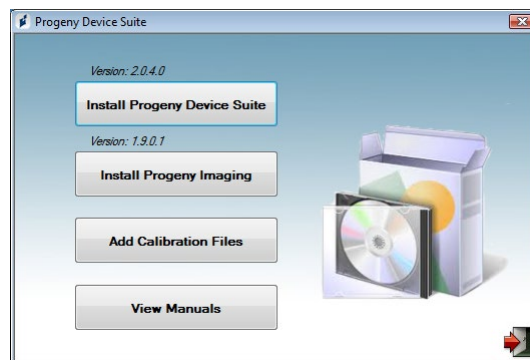 Progeny Device Suite
Version: 2.0.4.0
Install Progeny Device Suite
Version: 1.9.0.1
Install Progeny Imaging
Add Calibration Files
View Manuals